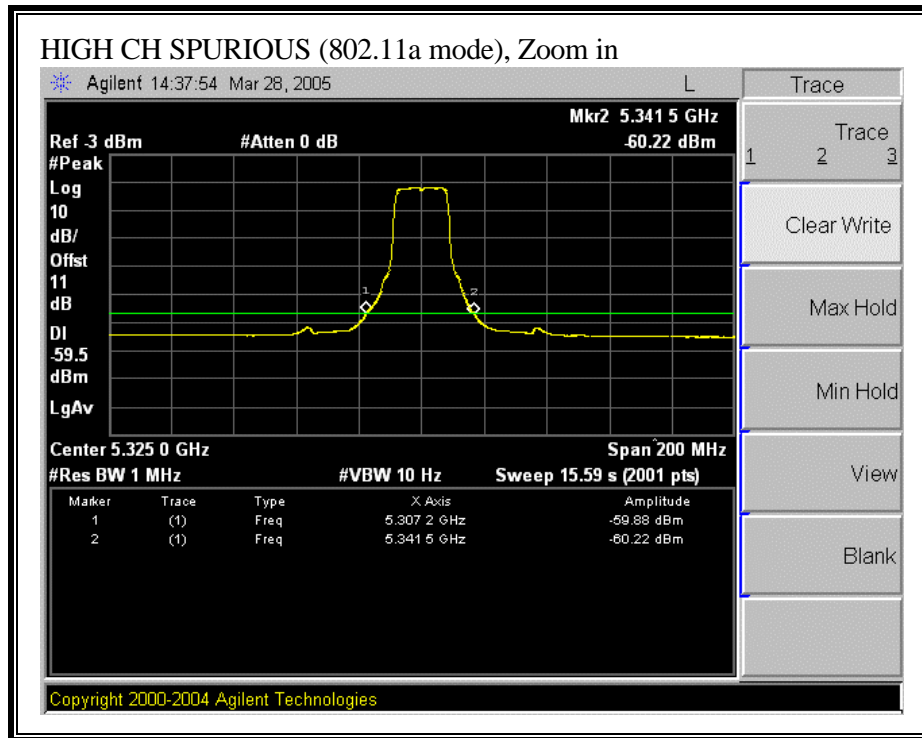 HIGH CH SPURIOUS (802.11a mode), Zoom in
Agilent 14:37:54 Mar 28, 2005 L Trace
Mkr2 5.341 5 GHz
Ref -3 dBm #Atten 0 dB -60.22 dBm
#Peak
Log
10
dB/
Offst
11
dB
DI
-59.5
dBm
LgAv
1
2
Center 5.325 0 GHz Span 200 MHz
#Res BW 1 MHz #VBW 10 Hz Sweep 15.59 s (2001 pts)
Marker Trace Type X Axis Amplitude
1 (1) Freq 5.307 2 GHz -59.88 dBm
2 (1) Freq 5.341 5 GHz -60.22 dBm
Trace
1 2 3
Clear Write
Max Hold
Min Hold
View
Blank
Copyright 2000-2004 Agilent Technologies